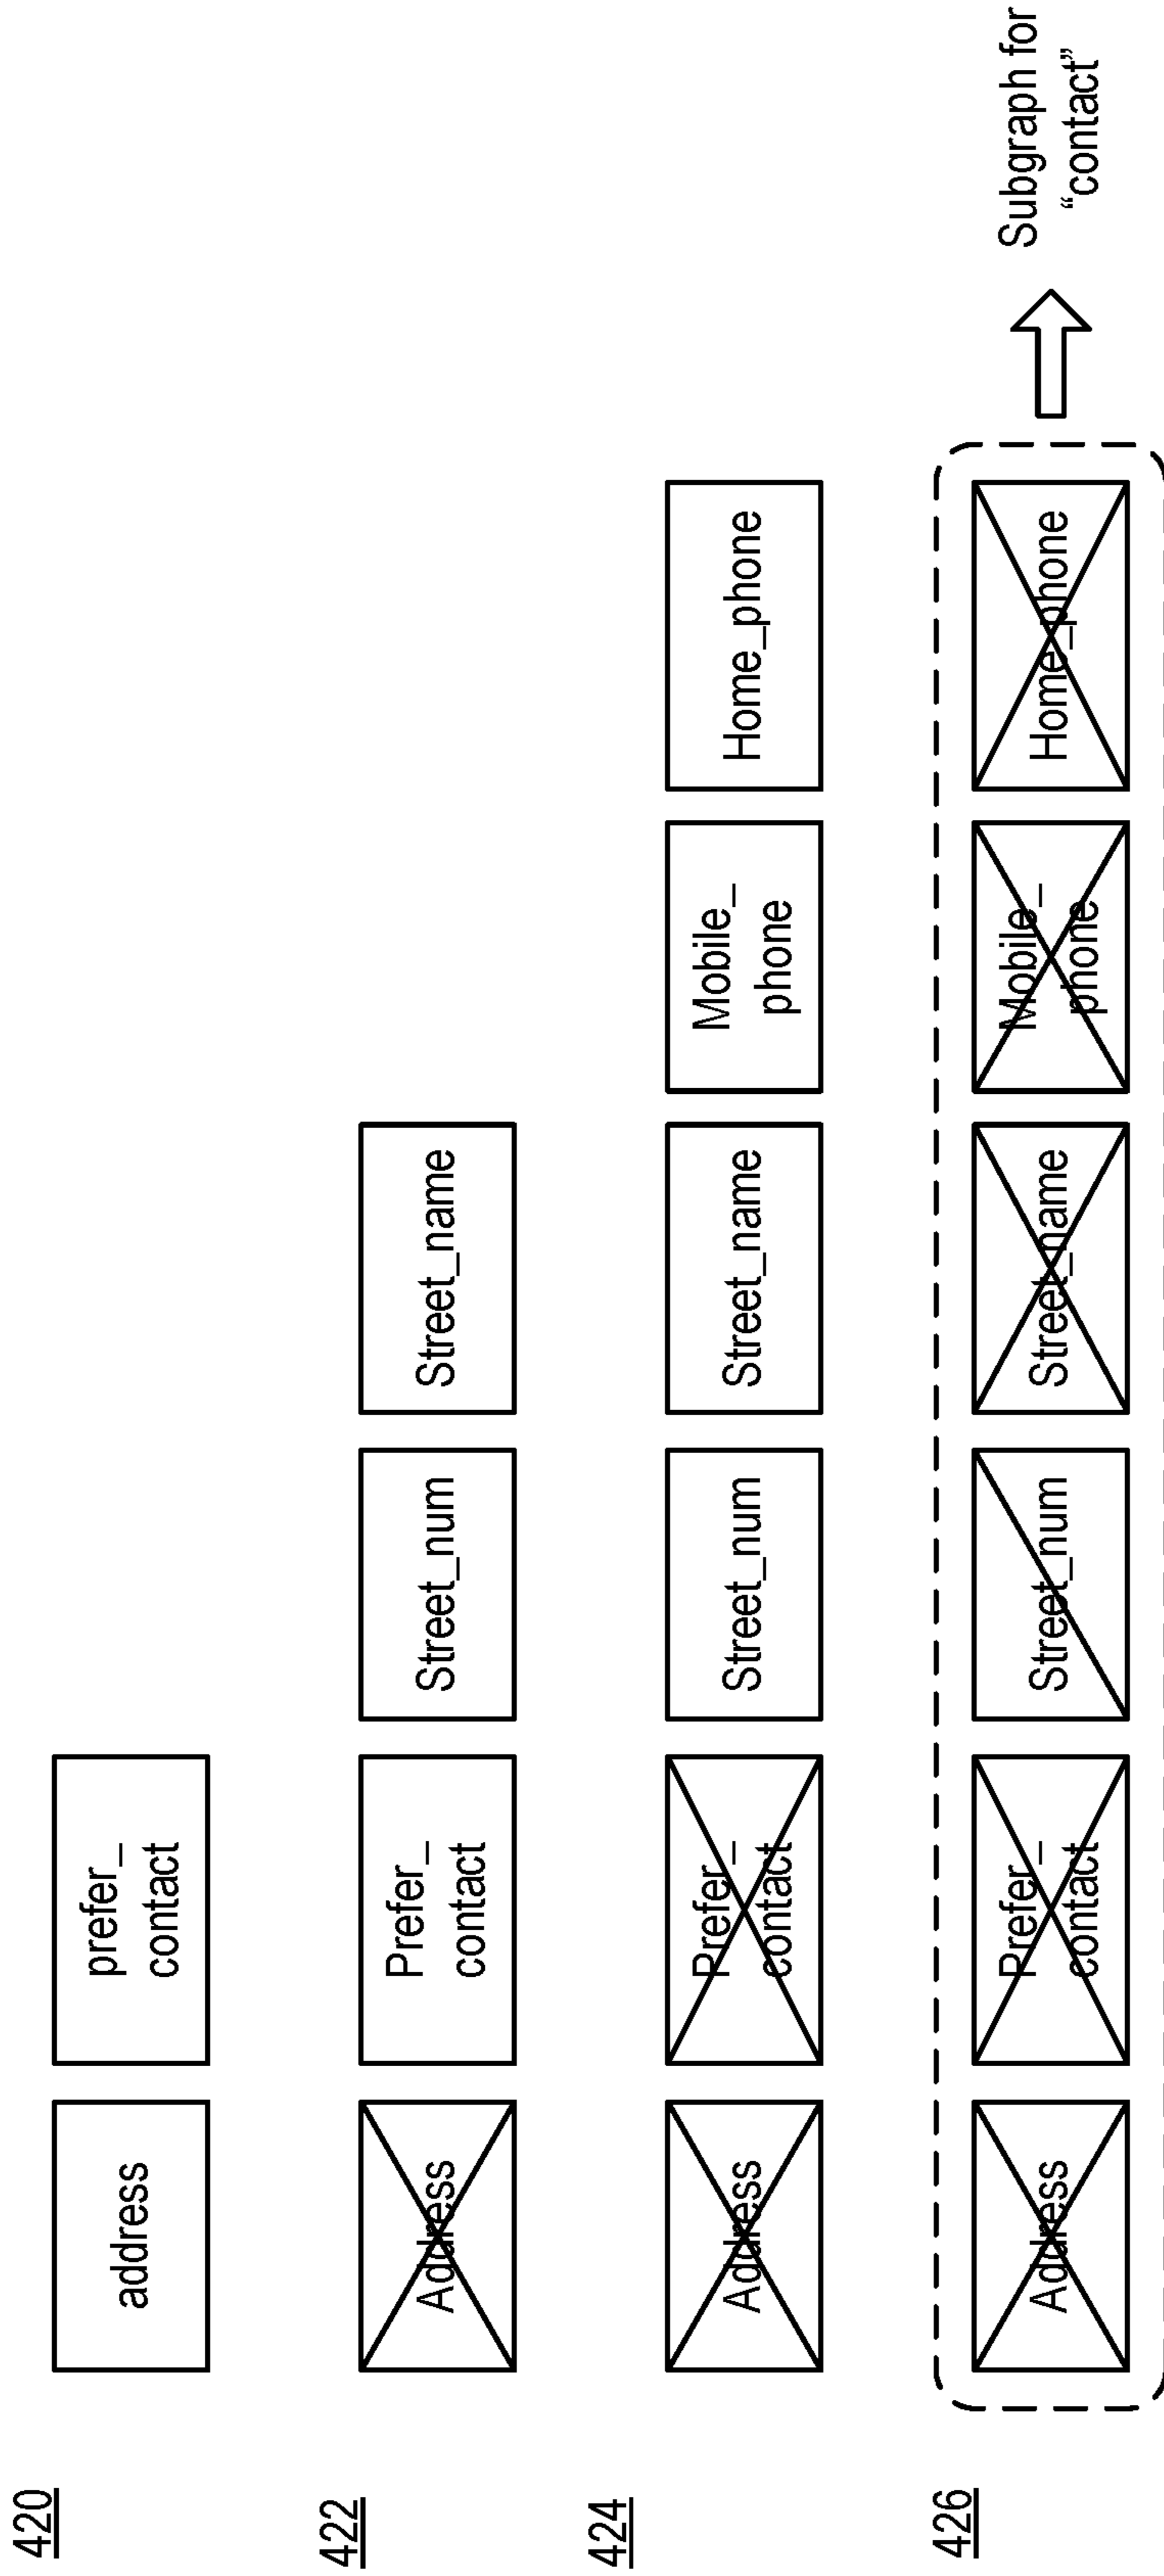 420
address
prefer_
contact
422
Address
Prefer_
contact
Street_num
Street_name
424
Address
Prefer_
contact
Street_num
Street_name
Mobile_
phone
Home_phone
426
Address
Prefer_
contact
Street_num
Street_name
Mobile_
phone
Home_phone
Subgraph for
“contact”